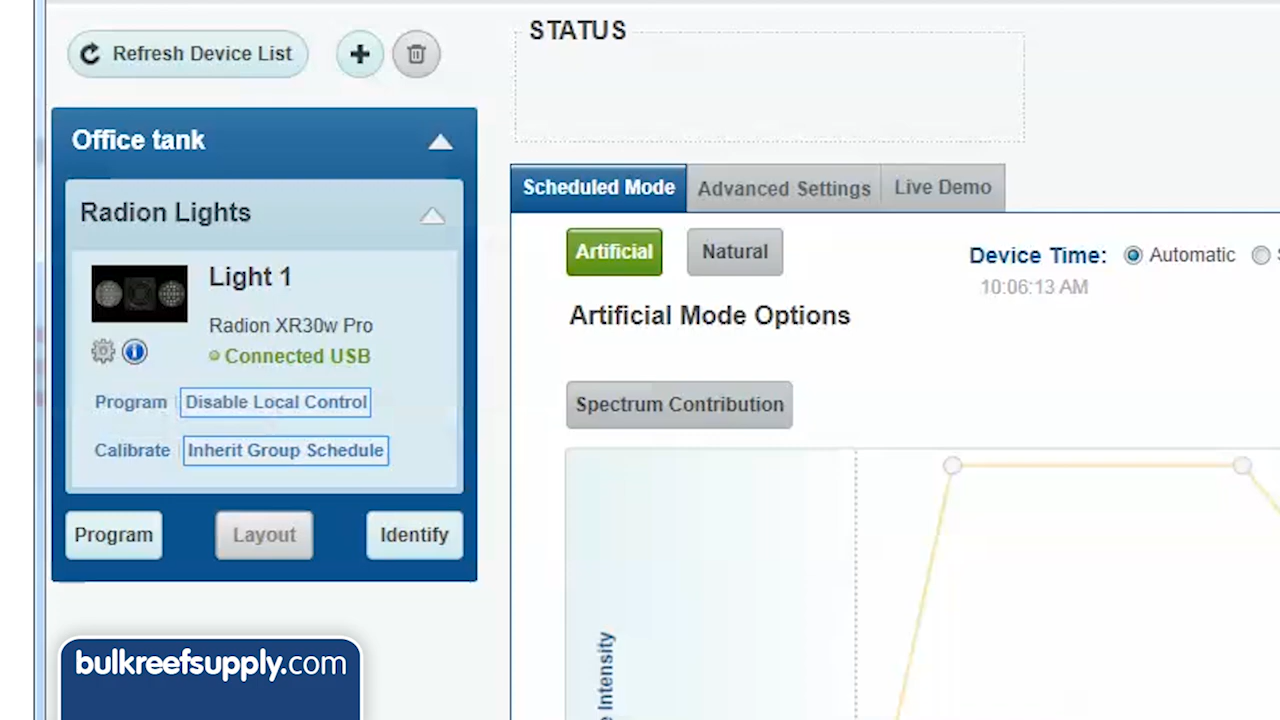 STATUS
Refresh Device List
Office tank
Scheduled Mode
Advanced Settings
Live Demo
Radion Lights
Artificial
Natural
Device Time:
Automatic
10:06:13 AM
Light 1
Artificial Mode Options
Radion XR30w Pro
Connected USB
Program
Disable Local Control
Spectrum Contribution
Calibrate
Inherit Group Schedule
Program
Layout
Identify
Intensity
bulkreefsupply.com